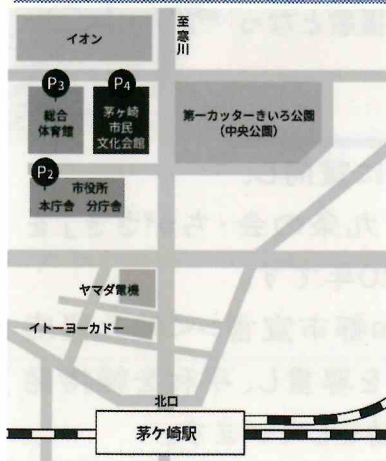 イオン
至寒川
P3
総合
体育館
P4
茅ヶ崎
市民
文化会館
第一カッターきいろ公園
（中央公園）
P2
市役所
本庁舎 分庁舎
ヤマダ電機
イトーヨーカドー
北口
茅ケ崎駅